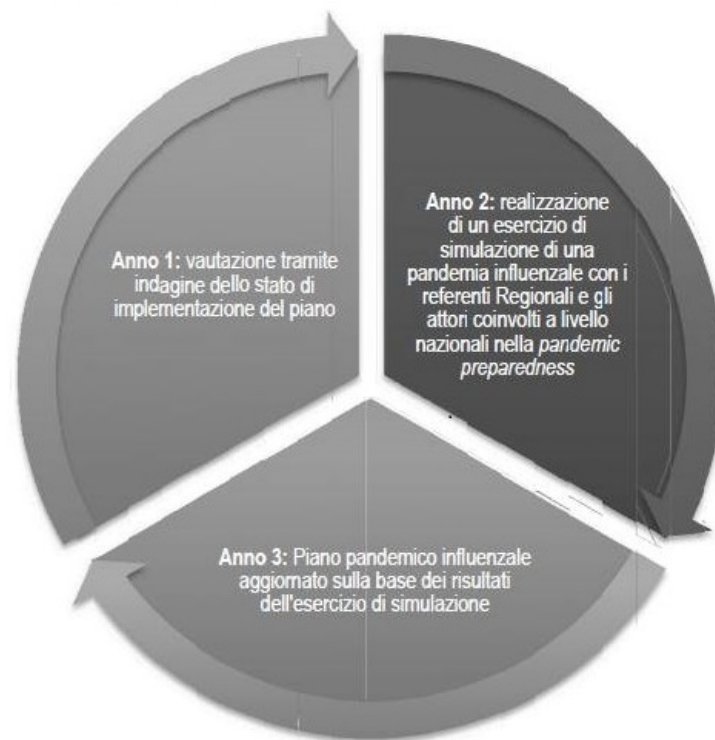 Anno 1: vautazione tramite
indagine dello stato di
implementazione del piano
Anno 2: realizzazione
di un esercizio di
simulazione di una
pandemia influenzale con i
referenti Regionali e gli
attori coinvolti a livello
nazionali nella pandemic
preparedness
Anno 3: Piano pandemico influenzale
aggiornato sulla base dei risultati
dell'esercizio di simulazione